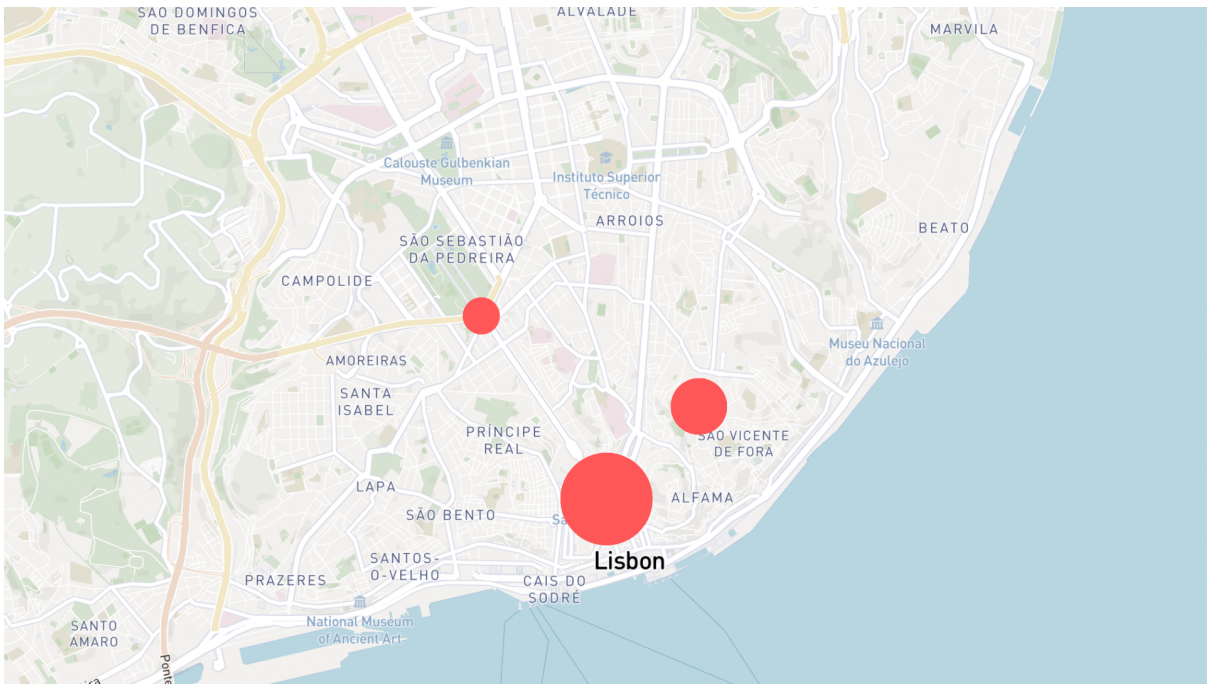 SÃO DOMINGOS
DE BENFICA
ALVALADE
MARVILA
Calouste Gulbenkian
Museum
Instituto Superior
Técnico
ARROIOS
BEATO
SÃO SEBASTIÃO
DA PEDREIRA
CAMPOLIDE
Museu Nacional
do Azulejo
AMOREIRAS
SANTA
ISABEL
PRÍNCIPE
REAL
SÃO VICENTE
DE FORA
LAPA
ALFAMA
SÃO BENTO
Lisbon
SANTOS-
O-VELHO
PRAZERES
CAIS DO
SODRÉ
National Museum
of Ancient Art
SANTO
AMARO
Ponte